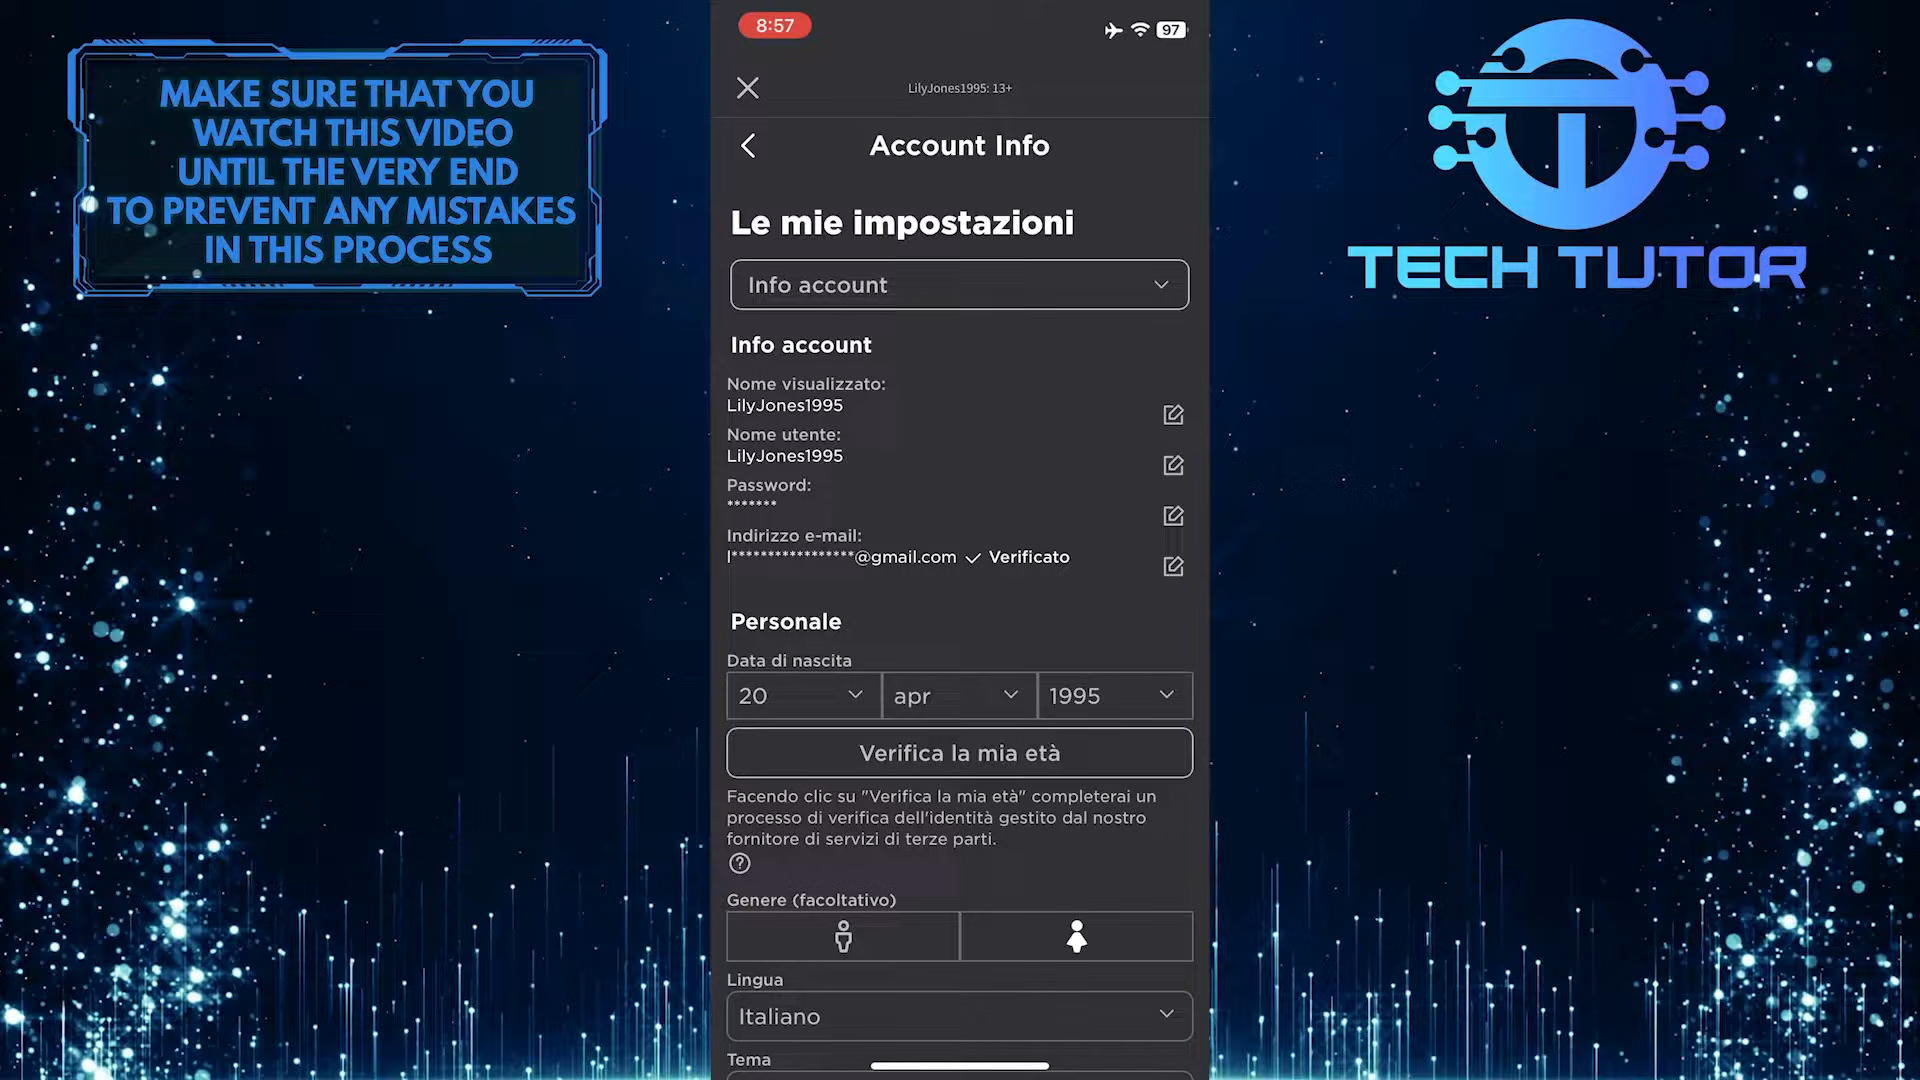 MAKE SURE THAT YOU
WATCH THIS VIDEO
UNTIL THE VERY END
TO PREVENT ANY MISTAKES
IN THIS PROCESS
8:57
97
LilyJones1995: 13+
Account Info
Le mie impostazioni
Info account
Info account
Nome visualizzato:
LilyJones1995
Nome utente:
LilyJones1995
Password:
*******
Indirizzo e-mail:
l*****************@gmail.com ✓ Verificato
Personale
Data di nascita
20 apr 1995
Verifica la mia età
Facendo clic su "Verifica la mia età" completerai un
processo di verifica dell'identità gestito dal nostro
fornitore di servizi di terze parti.
Genere (facoltativo)
Lingua
Italiano
Tema
TECH TUTOR